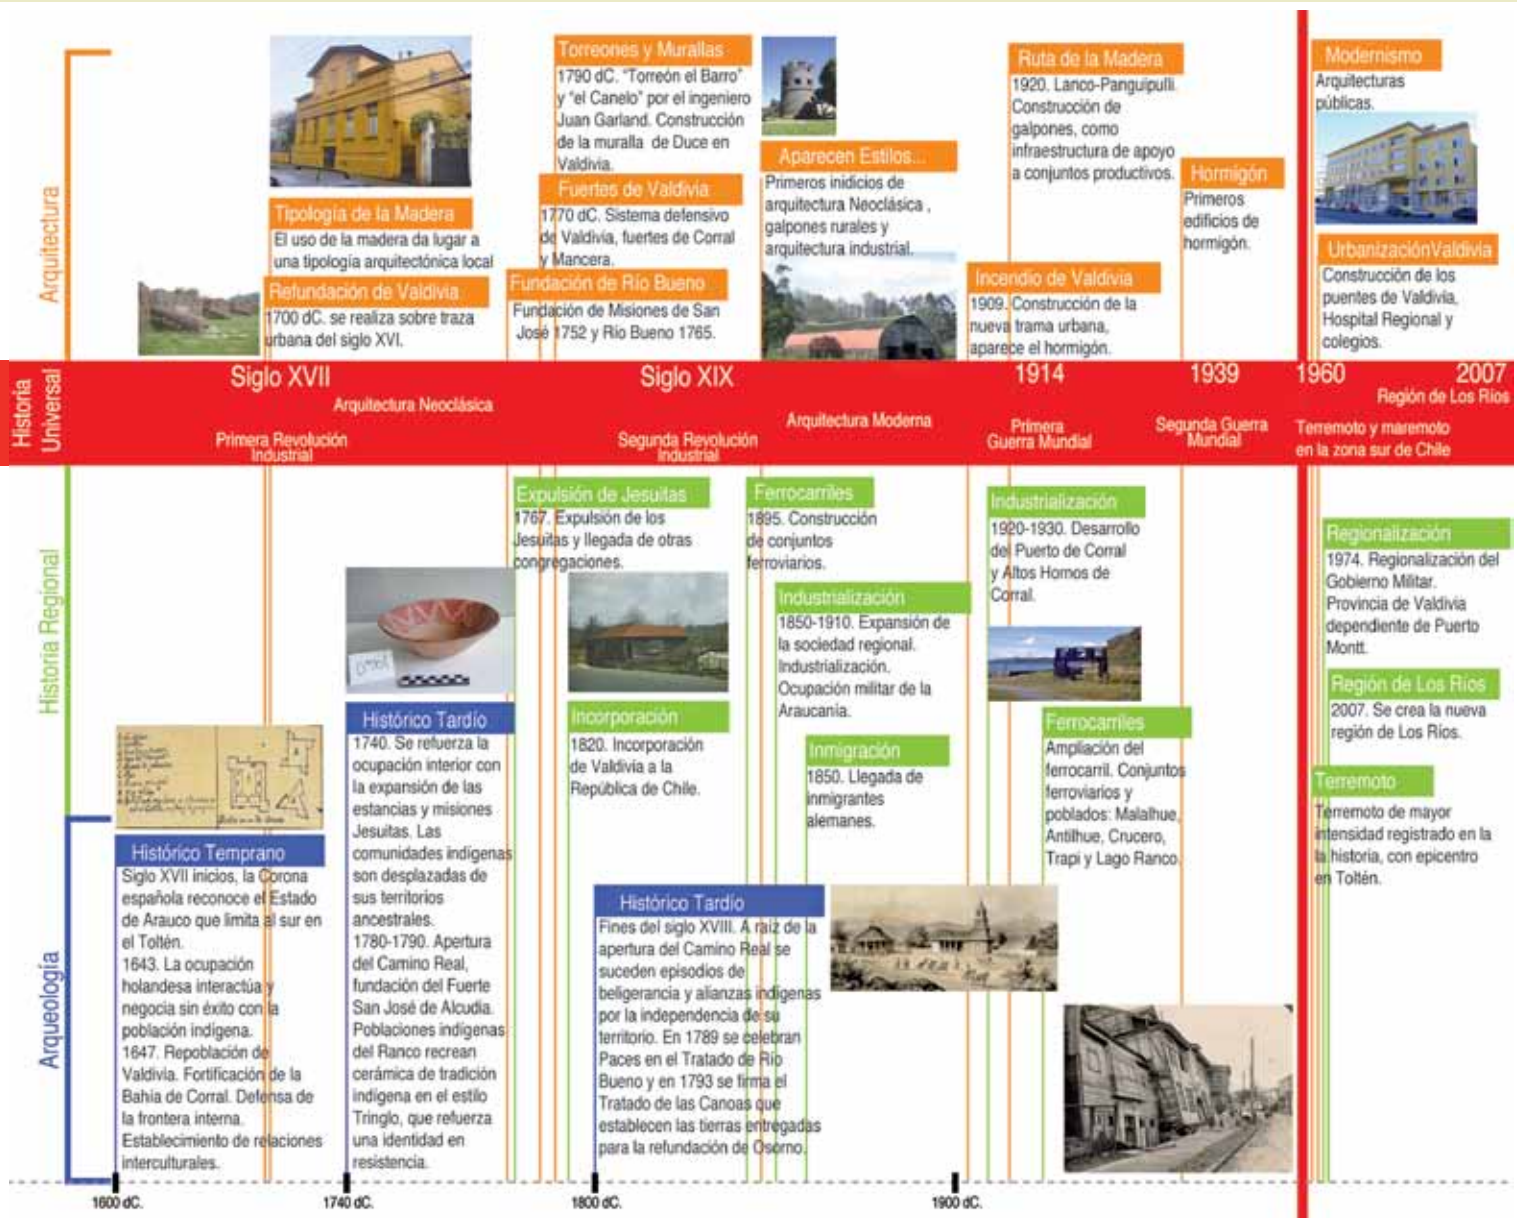 Arquitectura
Tipología de la Madera
El uso de la madera da lugar a
una tipología arquitectónica local
Refundación de Valdivia
1700 dC. se realiza sobre traza
urbana del siglo XVI.
Torreones y Murallas
1790 dC. "Torreón el Barro"
y "el Canelo" por el ingeniero
Juan Garland. Construcción
de la muralla de Duce en
Valdivia.
Fuertes de Valdivia
1770 dC. Sistema defensivo
de Valdivia, fuertes de Corral
y Mancera.
Fundación de Río Bueno
Fundación de Misiones de San
José 1752 y Río Bueno 1765.
Aparecen Estilos...
Primeros inidicios de
arquitectura Neoclásica ,
galpones rurales y
arquitectura industrial.
Ruta de la Madera
1920. Lanco-Panguipulli.
Construcción de
galpones, como
infraestructura de apoyo
a conjuntos productivos.
Incendio de Valdivia
1909. Construcción de la
nueva trama urbana,
aparece el hormigón.
Hormigón
Primeros
edificios de
hormigón.
Modernismo
Arquitecturas
públicas.
UrbanizaciónValdivia
Construcción de los
puentes de Valdivia,
Hospital Regional y
colegios.
Historia
Universal
Siglo XVII
Arquitectura Neoclásica
Primera Revolución
Industrial
Siglo XIX
Segunda Revolución
Industrial
Arquitectura Moderna
1914
Primera
Guerra Mundial
1939
Segunda Guerra
Mundial
1960
2007
Región de Los Ríos
Terremoto y maremoto
en la zona sur de Chile
Historia Regional
Expulsión de Jesuitas
1767. Expulsión de los
Jesuitas y llegada de otras
congregaciones.
Incorporación
1820. Incorporación
de Valdivia a la
República de Chile.
Ferrocarriles
1895. Construcción
de conjuntos
ferroviarios.
Industrialización
1850-1910. Expansión de
la sociedad regional.
Industrialización.
Ocupación militar de la
Araucanía.
Inmigración
1850. Llegada de
inmigrantes
alemanes.
Industrialización
1920-1930. Desarrollo
del Puerto de Corral
y Altos Hornos de
Corral.
Ferrocarriles
Ampliación del
ferrocarril. Conjuntos
ferroviarios y
poblados: Malalhue,
Antilhue, Crucero,
Trapi y Lago Ranco.
Regionalización
1974. Regionalización del
Gobierno Militar.
Provincia de Valdivia
dependiente de Puerto
Montt.
Región de Los Ríos
2007. Se crea la nueva
región de Los Ríos.
Terremoto
Terremoto de mayor
intensidad registrado en la
la historia, con epicentro
en Toltén.
Arqueología
Histórico Temprano
Siglo XVII inicios, la Corona
española reconoce el Estado
de Arauco que limita al sur en
el Toltén.
1643. La ocupación
holandesa interactúa y
negocia sin éxito con la
población indígena.
1647. Repoblación de
Valdivia. Fortificación de la
Bahía de Corral. Defensa de
la frontera interna.
Establecimiento de relaciones
interculturales.
Histórico Tardío
1740. Se refuerza la
ocupación interior con
la expansión de las
estancias y misiones
Jesuitas. Las
comunidades indígenas
son desplazadas de
sus territorios
ancestrales.
1780-1790. Apertura
del Camino Real,
fundación del Fuerte
San José de Alcudia.
Poblaciones indígenas
del Ranco recrean
cerámica de tradición
indígena en el estilo
Tringlo, que refuerza
una identidad en
resistencia.
Histórico Tardío
Fines del siglo XVIII. A raíz de la
apertura del Camino Real se
suceden episodios de
beligerancia y alianzas indígenas
por la independencia de su
territorio. En 1789 se celebran
Paces en el Tratado de Río
Bueno y en 1793 se firma el
Tratado de las Canoas que
establecen las tierras entregadas
para la refundación de Osorno.
1600 dC.
1740 dC.
1800 dC.
1900 dC.